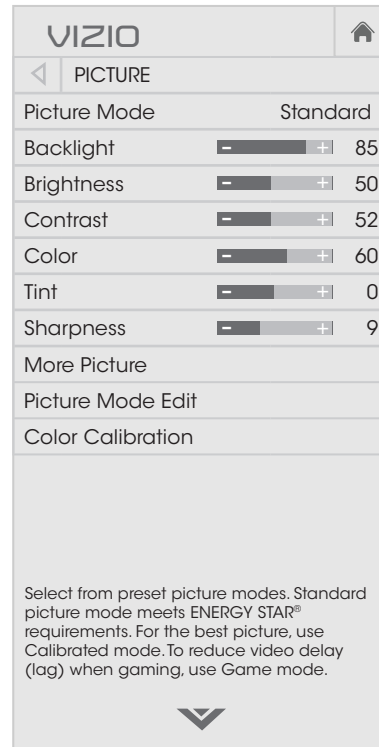 VIZIO
PICTURE
Picture Mode Standard
Backlight - + 85
Brightness - + 50
Contrast - + 52
Color - + 60
Tint - + 0
Sharpness - + 9
More Picture
Picture Mode Edit
Color Calibration
Select from preset picture modes. Standard
picture mode meets ENERGY STAR®
requirements. For the best picture, use
Calibrated mode. To reduce video delay
(lag) when gaming, use Game mode.